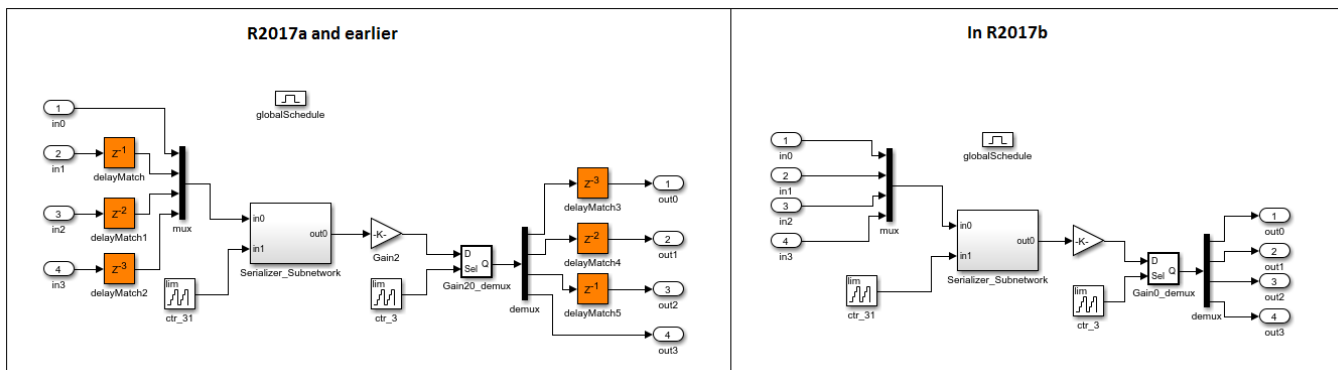 R2017a and earlier
globalSchedule
1
in0
2
in1
Z-1
delayMatch
3
in2
Z-2
delayMatch1
4
in3
Z-3
delayMatch2
mux
in0
in1
out0
Serializer_Subnetwork
lim
ctr_31
-K-
Gain2
lim
ctr_3
D
Sel
Q
Gain20_demux
demux
Z-3
delayMatch3
1
out0
Z-2
delayMatch4
2
out1
Z-1
delayMatch5
3
out2
4
out3
In R2017b
globalSchedule
1
in0
2
in1
3
in2
4
in3
mux
in0
in1
out0
Serializer_Subnetwork
lim
ctr_31
-K-
lim
ctr_3
D
Sel
Q
Gain0_demux
demux
1
out0
2
out1
3
out2
4
out3